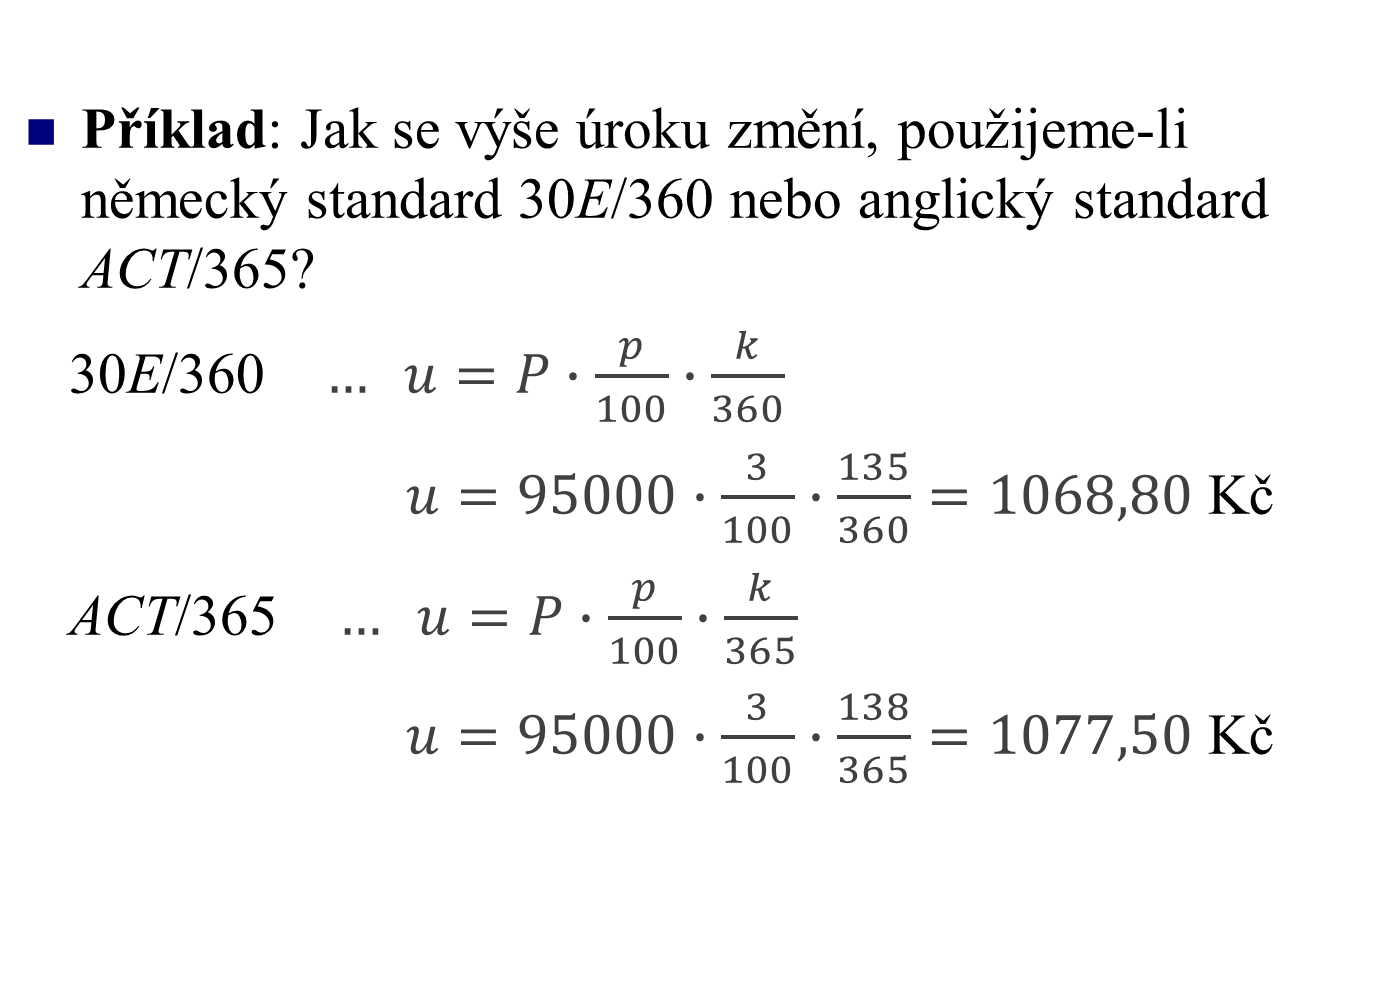 Příklad: Jak se výše úroku změní, použijeme-li
německý standard 30E/360 nebo anglický standard
ACT/365?
30E/360 … u = P · p/100 · k/360
u = 95000 · 3/100 · 135/360 = 1068,80 Kč
ACT/365 … u = P · p/100 · k/365
u = 95000 · 3/100 · 138/365 = 1077,50 Kč